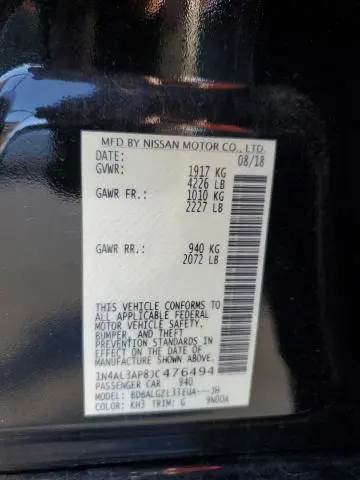 MFD BY NISSAN MOTOR CO., LTD.
DATE: 08/18
GVWR: 1917 KG
4226 LB
GAWR FR.: 1010 KG
2227 LB
GAWR RR.: 940 KG
2072 LB
THIS VEHICLE CONFORMS TO
ALL APPLICABLE FEDERAL
MOTOR VEHICLE SAFETY,
BUMPER, AND THEFT
PREVENTION STANDARDS IN
EFFECT ON THE DATE OF
MANUFACTURE SHOWN ABOVE.
1N4AL3AP8JC476494
PASSENGER CAR 940
MODEL:
COLOR: KH3 TRIM: G